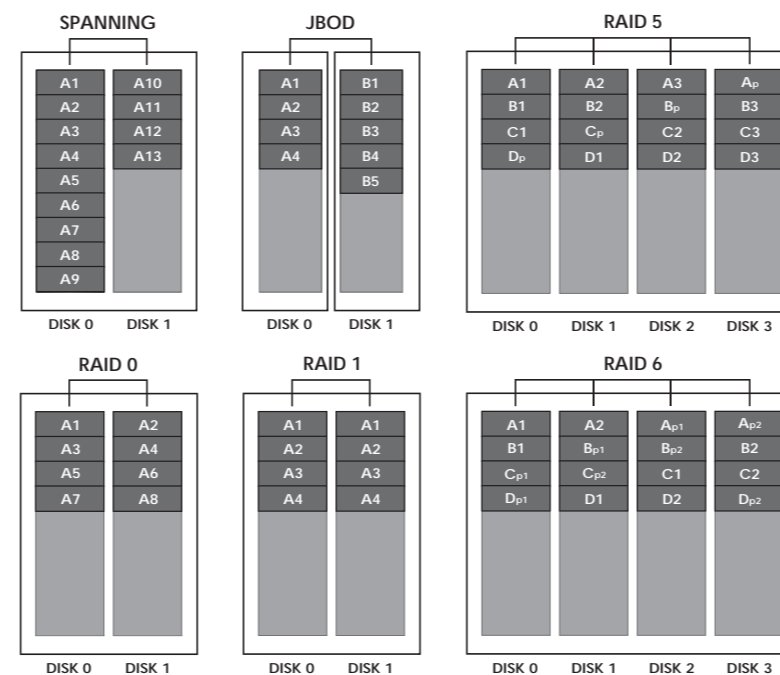 SPANNING
A1 A10
A2 A11
A3 A12
A4 A13
A5
A6
A7
A8
A9
DISK 0 DISK 1
JBOD
A1 B1
A2 B2
A3 B3
A4 B4
B5
DISK 0 DISK 1
RAID 5
A1 A2 A3 Ap
B1 B2 Bp B3
C1 Cp C2 C3
Dp D1 D2 D3
DISK 0 DISK 1 DISK 2 DISK 3
RAID 0
A1 A2
A3 A4
A5 A6
A7 A8
DISK 0 DISK 1
RAID 1
A1 A1
A2 A2
A3 A3
A4 A4
DISK 0 DISK 1
RAID 6
A1 A2 Ap1 Ap2
B1 Bp1 Bp2 B2
Cp1 Cp2 C1 C2
Dp1 D1 D2 Dp2
DISK 0 DISK 1 DISK 2 DISK 3